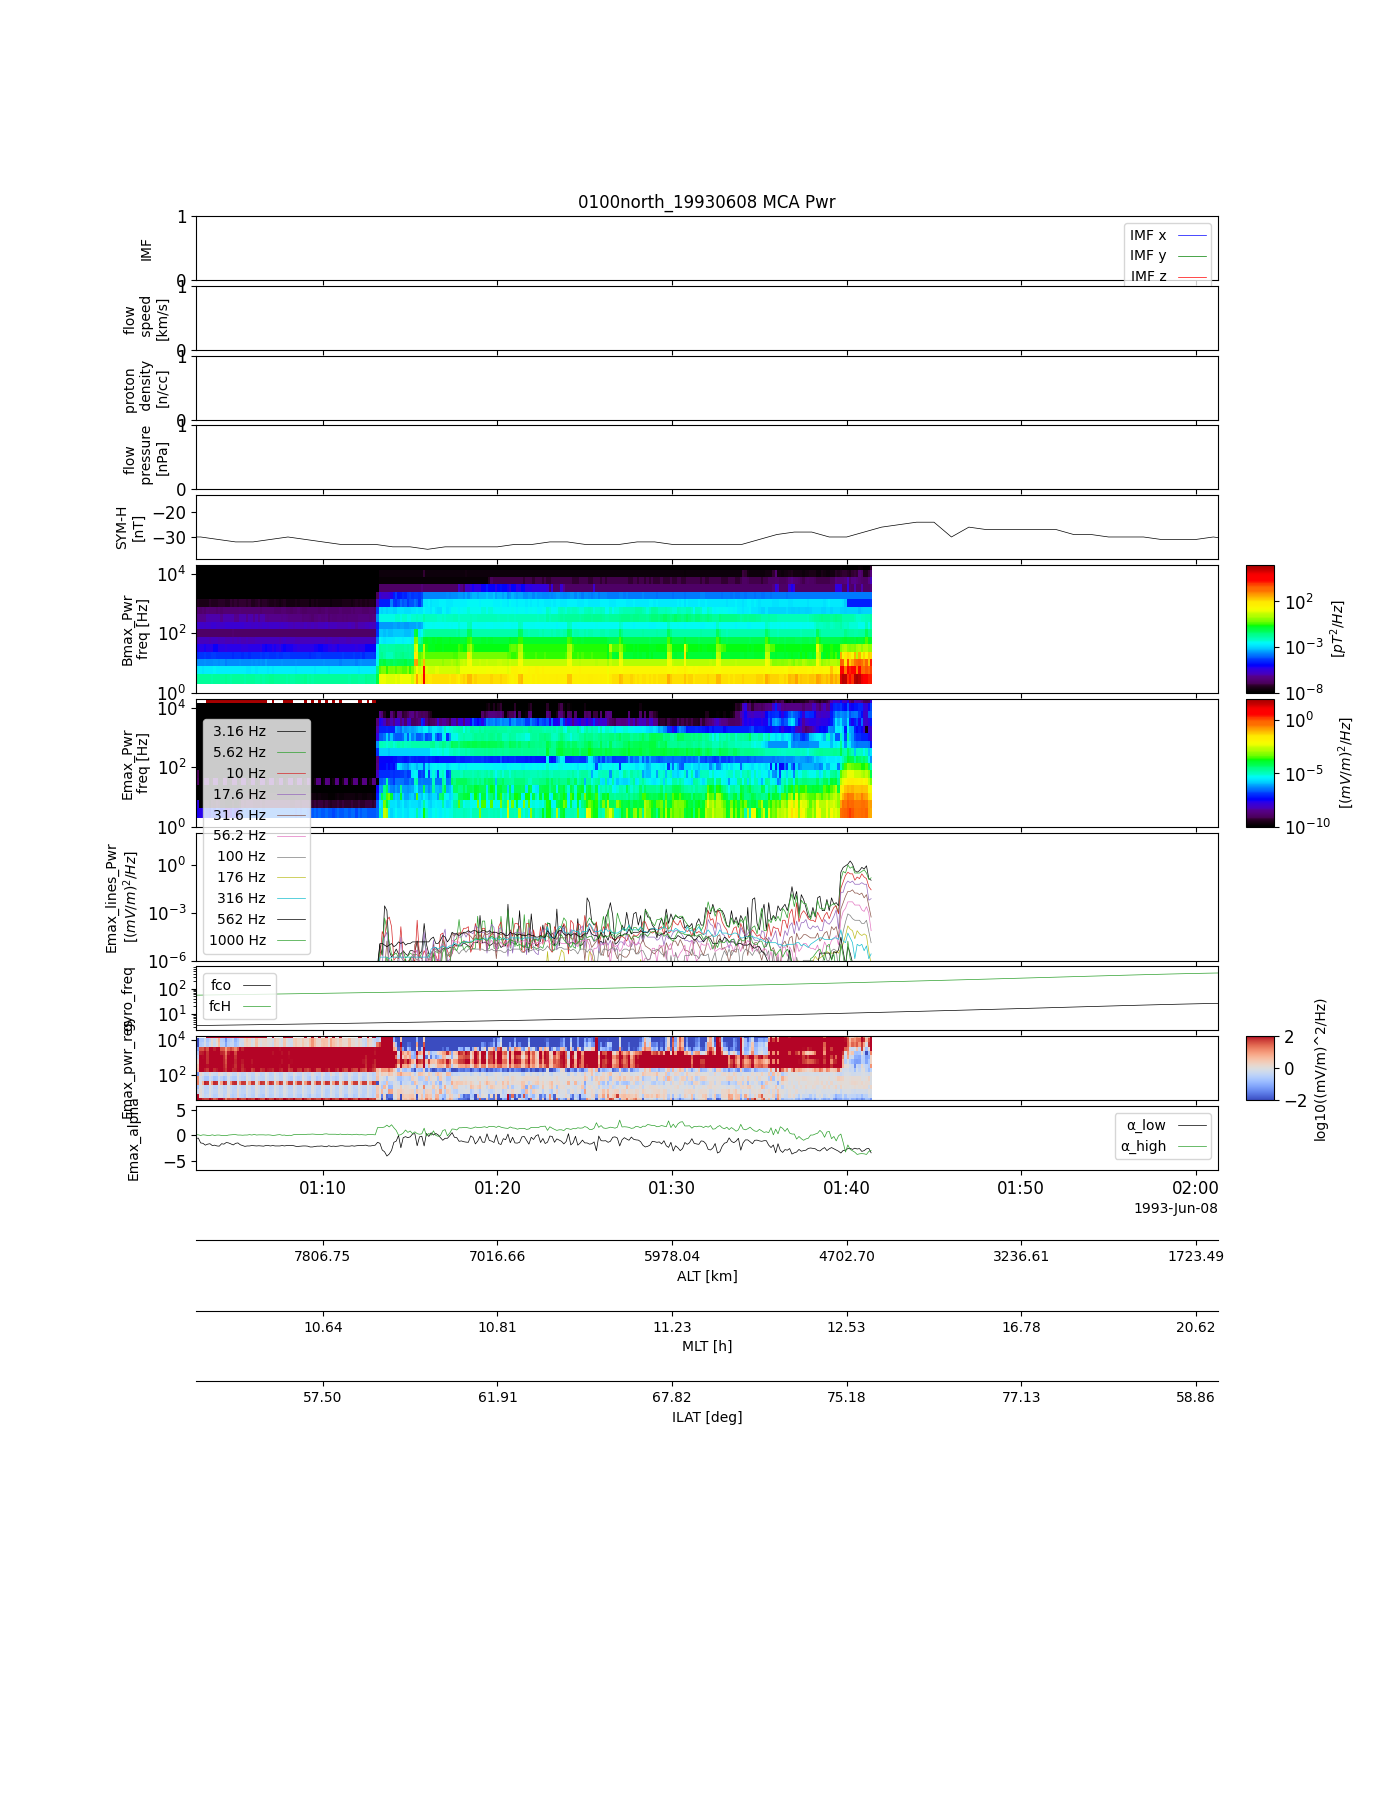 0100north_19930608 MCA Pwr
1
0
IMF
IMF x
IMF y
IMF z
1
0
flow
speed
[km/s]
1
0
proton
density
[n/cc]
1
0
flow
pressure
[nPa]
−20
−30
SYM-H
[nT]
10^4
10^2
10^0
Bmax_Pwr
freq [Hz]
10^2
10^−3
10^−8
[pT^2/Hz]
10^4
10^2
10^0
Emax_Pwr
freq [Hz]
10^0
10^−5
10^−10
[(mV/m)^2/Hz]
3.16 Hz
5.62 Hz
10 Hz
17.6 Hz
31.6 Hz
56.2 Hz
100 Hz
176 Hz
316 Hz
562 Hz
1000 Hz
10^0
10^−3
10^−6
Emax_lines_Pwr
[(mV/m)^2/Hz]
10^2
10^1
gyro_freq
fco
fcH
10^4
10^2
Emax_pwr_reg
2
0
−2
log10((mV/m)^2/Hz)
5
0
−5
Emax_alpha
α_low
α_high
01:10 01:20 01:30 01:40 01:50 02:00
1993-Jun-08
7806.75 7016.66 5978.04 4702.70 3236.61 1723.49
ALT [km]
10.64 10.81 11.23 12.53 16.78 20.62
MLT [h]
57.50 61.91 67.82 75.18 77.13 58.86
ILAT [deg]